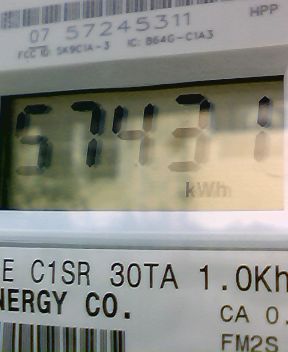 HPP
07 57245311
FCC ID: SK9C1A-3 IC: 864G-C1A3
57431
kWh
E C1SR 30TA 1.0Kh
NERGY CO.
CA 0.
FM2S